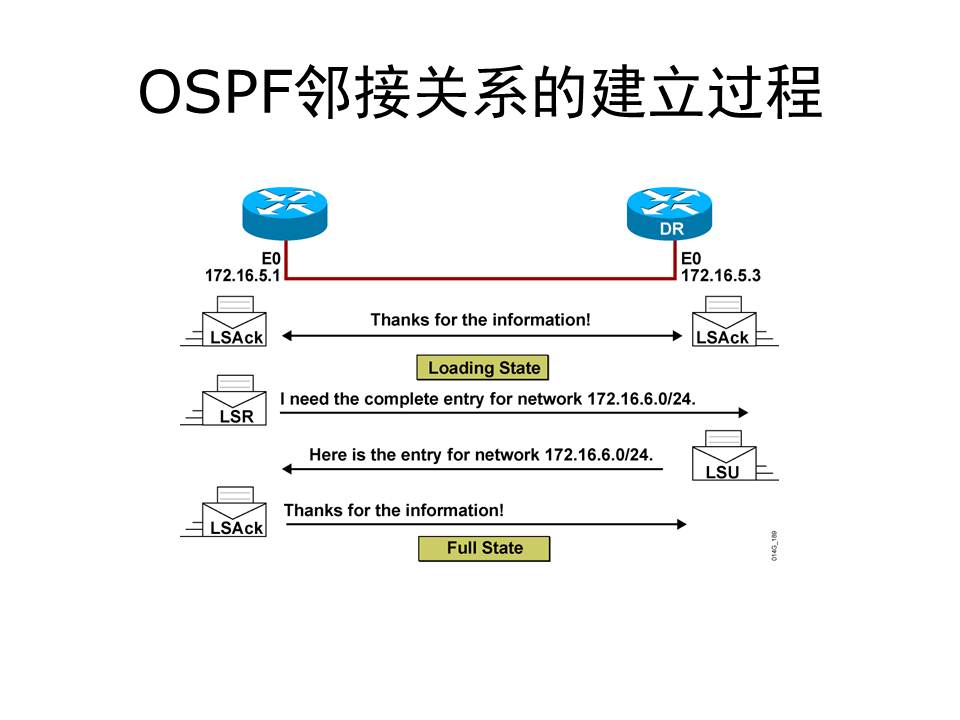 OSPF邻接关系的建立过程
DR
E0
172.16.5.1
E0
172.16.5.3
LSAck
Thanks for the information!
LSAck
Loading State
LSR
I need the complete entry for network 172.16.6.0/24.
Here is the entry for network 172.16.6.0/24.
LSU
LSAck
Thanks for the information!
Full State
014G_189